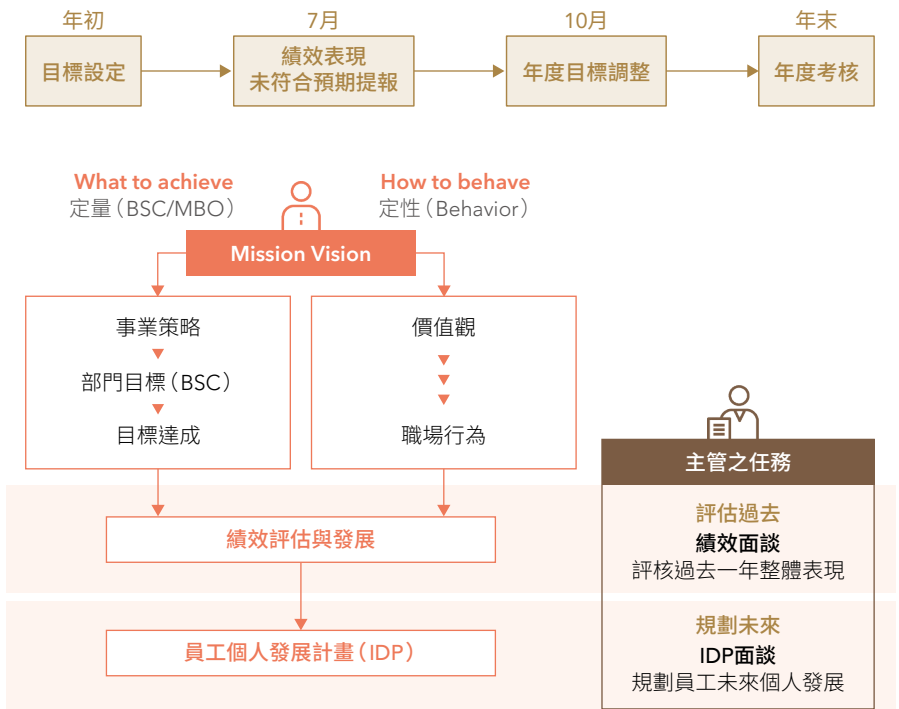 年初
7月
10月
年末
目標設定
績效表現
未符合預期提報
年度目標調整
年度考核
What to achieve
定量（BSC/MBO）
How to behave
定性（Behavior）
Mission Vision
事業策略
部門目標（BSC）
目標達成
價值觀
職場行為
主管之任務
績效評估與發展
評估過去
績效面談
評核過去一年整體表現
員工個人發展計畫（IDP）
規劃未來
IDP面談
規劃員工未來個人發展